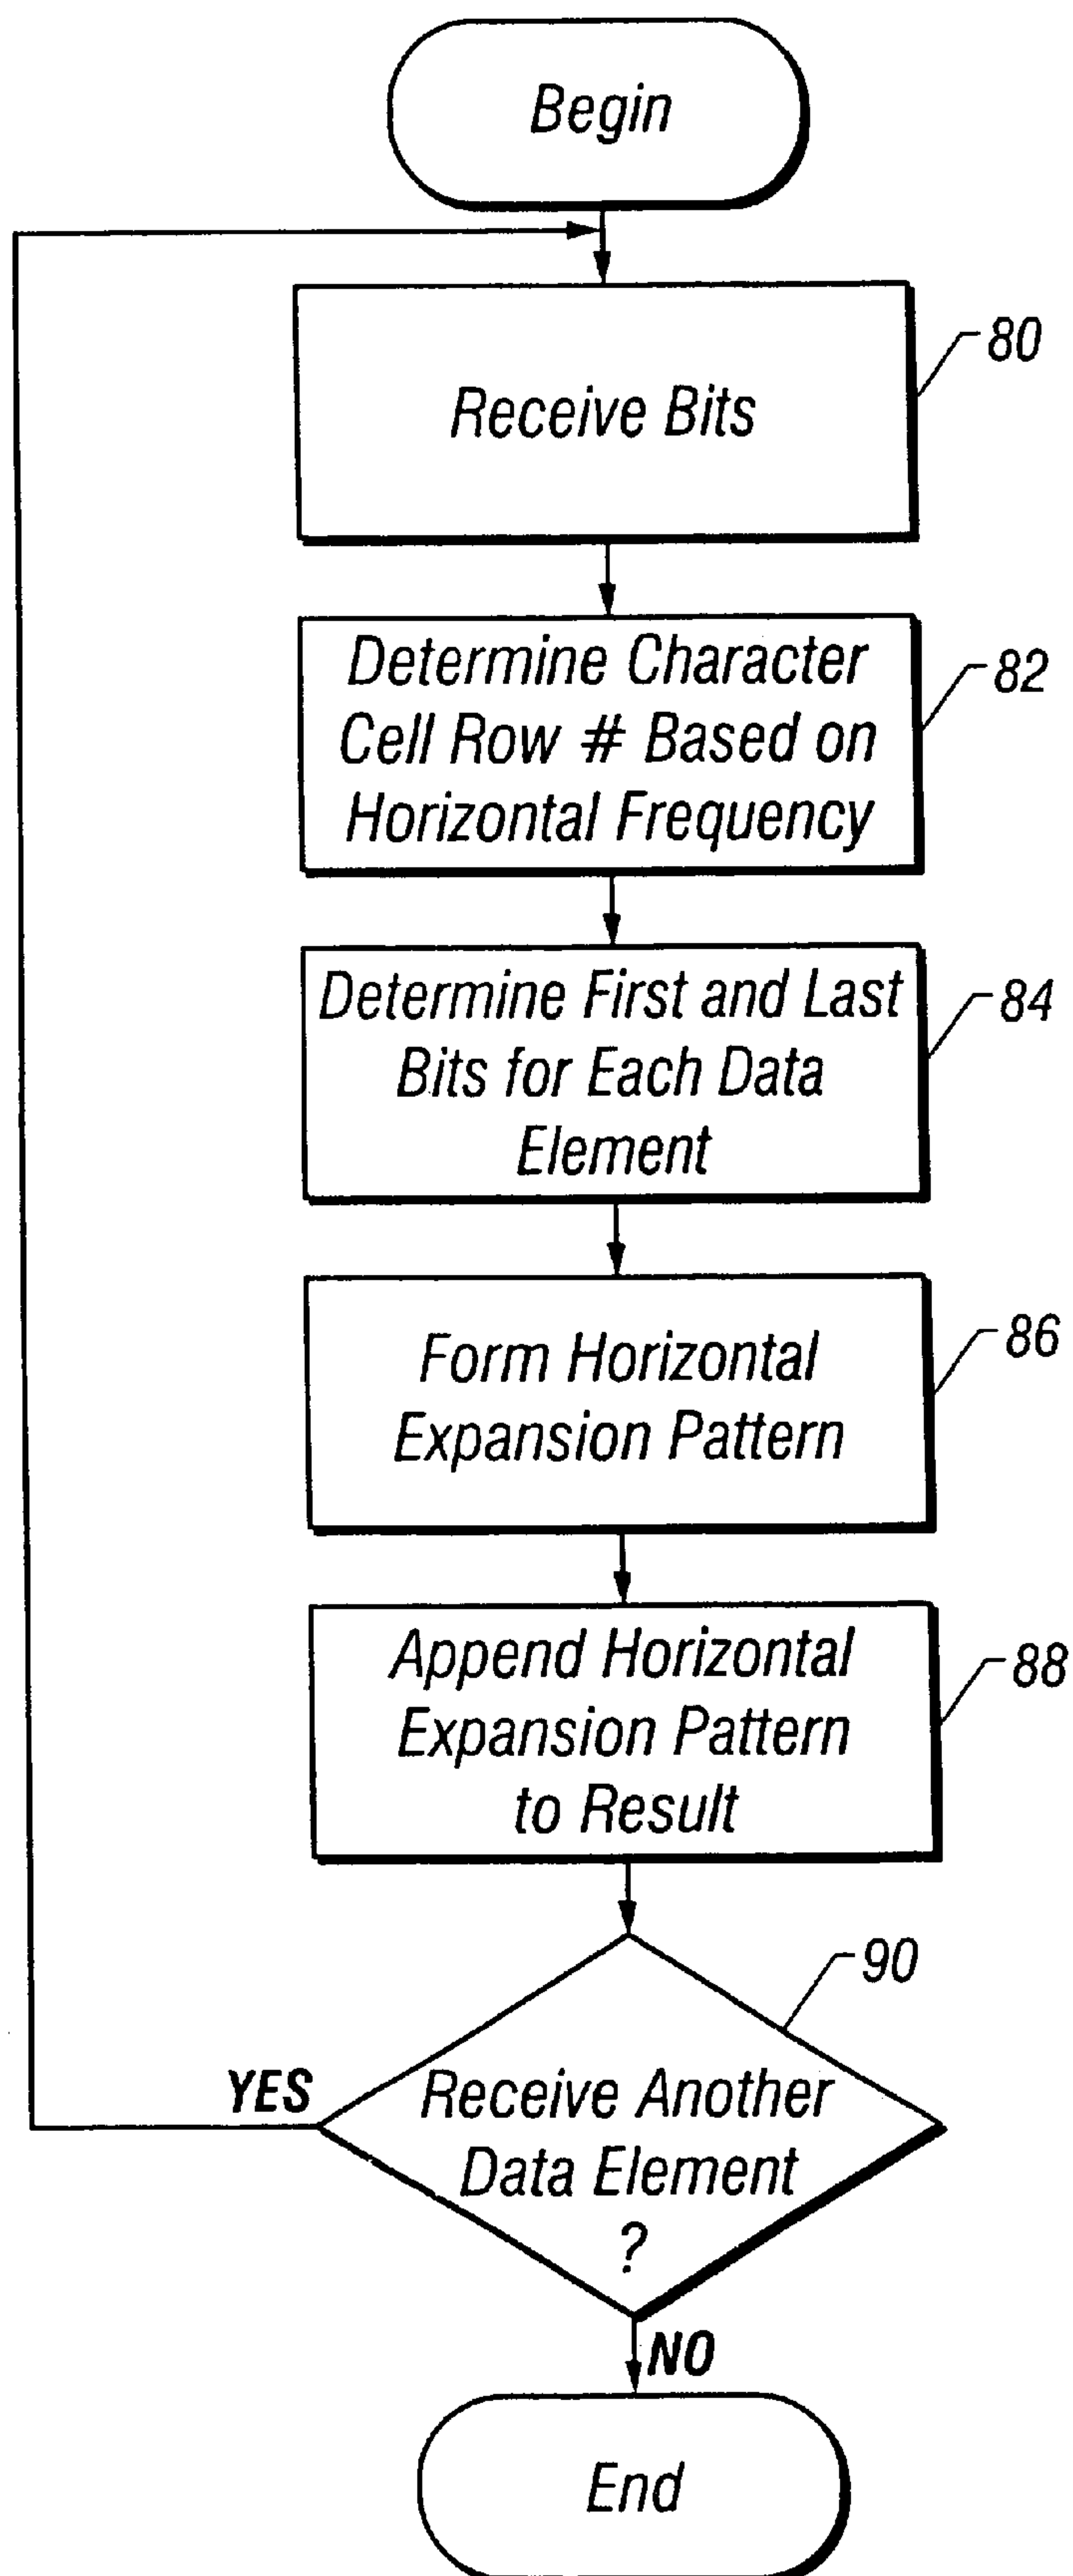 Begin
Receive Bits
80
Determine Character
Cell Row # Based on
Horizontal Frequency
82
Determine First and Last
Bits for Each Data
Element
84
Form Horizontal
Expansion Pattern
86
Append Horizontal
Expansion Pattern
to Result
88
90
YES
Receive Another
Data Element
?
NO
End